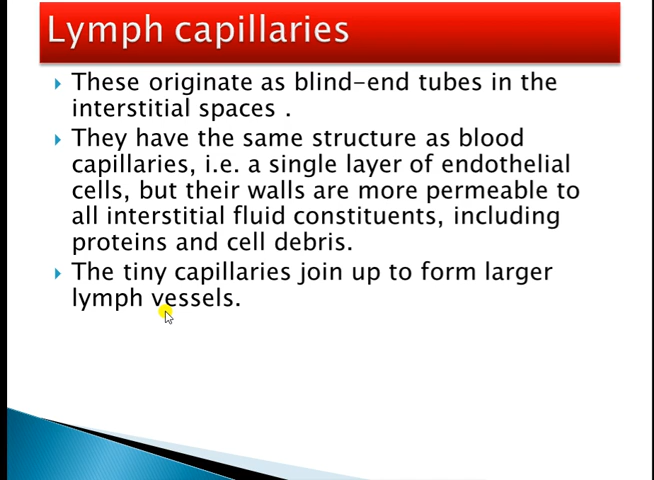 Lymph capillaries
These originate as blind-end tubes in the
interstitial spaces .
They have the same structure as blood
capillaries, i.e. a single layer of endothelial
cells, but their walls are more permeable to
all interstitial fluid constituents, including
proteins and cell debris.
The tiny capillaries join up to form larger
lymph vessels.